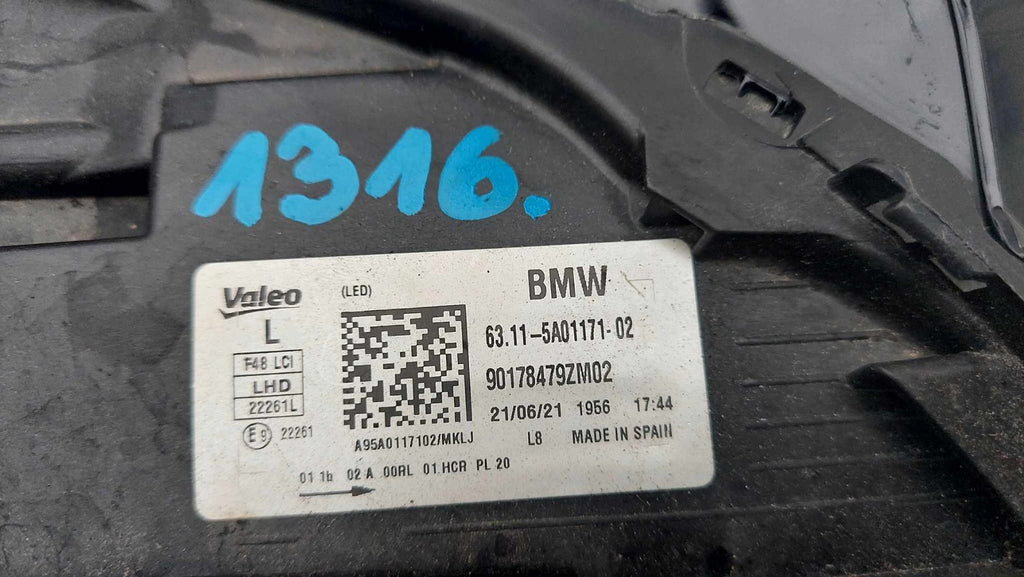 1316.
Valeo
(LED)
BMW
L
63.11-5A01171-02
F48 LCI
LHD
90178479ZM02
22261L
21/06/21 1956 17:44
E9 22261
A95A0117102/MKLJ
L8 MADE IN SPAIN
01 1b 02 A 00RL 01 HCR PL 20